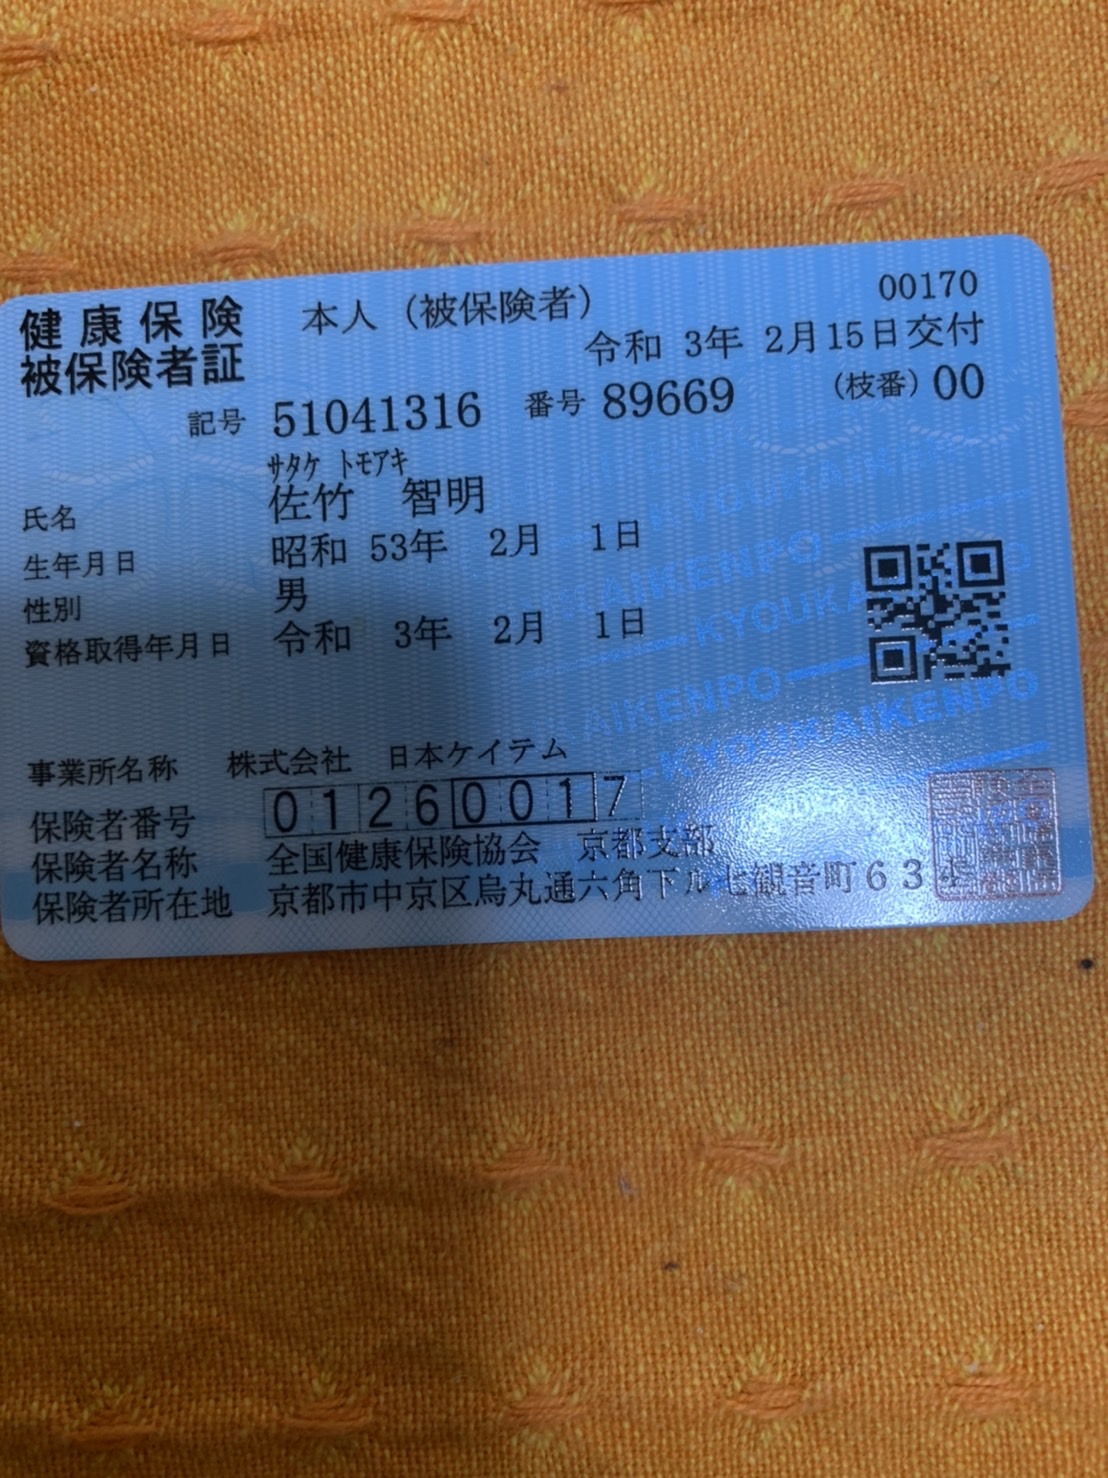 健康保険 本人（被保険者） 00170
被保険者証 令和 3年 2月15日交付
記号 51041316 番号 89669 （枝番）00
ｻﾀｹ ﾄﾓｱｷ
氏名 佐竹 智明
生年月日 昭和 53年 2月 1日
性別 男
資格取得年月日 令和 3年 2月 1日
事業所名称 株式会社 日本ケイテム
保険者番号 01260017
保険者名称 全国健康保険協会 京都支部
保険者所在地 京都市中京区烏丸通六角下ル七観音町６３
KYOUKAIKENPO